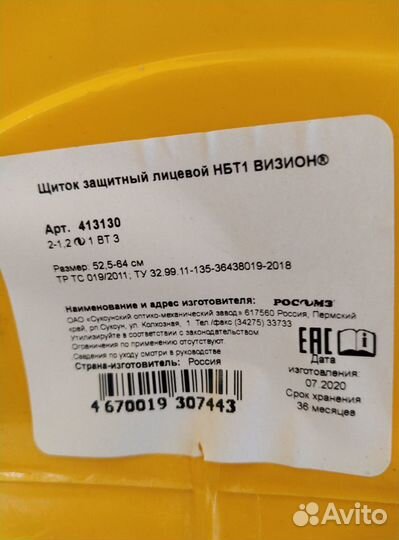 Щиток защитный лицевой НБТ1 ВИЗИОН®
Арт. 413130
2-1,2 1 BT 3
Размер: 52,5-64 см
ТР ТС 019/2011; ТУ 32.99.11-135-36438019-2018
Наименование и адрес изготовителя: РОСОМЗ
ОАО «Суксунский оптико-механический завод» 617560 Россия, Пермский
край, рп Суксун, ул. Колхозная, 1 Тел./факс (34275) 33733
Утилизируйте в соответствии с законодательством
Ограничения по применению отсутствуют
Сведения по уходу смотри в руководстве
Страна-изготовитель: Россия
4 670019 307443
ЕАС
Дата
изготовления:
07.2020
Срок хранения
36 месяцев
Avito